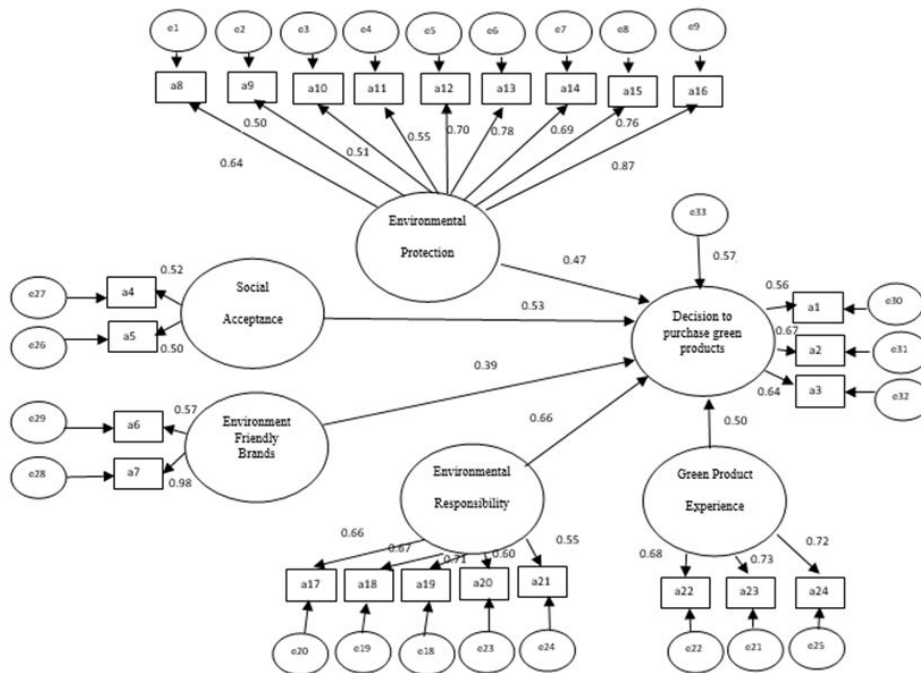 e1
e2
e3
e4
e5
e6
e7
e8
e9
a8
a9
a10
a11
a12
a13
a14
a15
a16
0.64
0.50
0.51
0.55
0.70
0.78
0.69
0.76
0.87
Environmental
Protection
e33
0.57
0.47
e27
a4
0.52
Social
Acceptance
e26
a5
0.50
0.53
Decision to
purchase green
products
0.56
a1
e30
0.67
a2
e31
0.64
a3
e32
0.39
e29
a6
0.57
Environment
Friendly
Brands
e28
a7
0.98
0.66
0.50
Environmental
Responsibility
Green Product
Experience
0.66
0.67
0.71
0.60
0.55
0.68
0.73
0.72
a17
a18
a19
a20
a21
a22
a23
a24
e20
e19
e18
e23
e24
e22
e21
e25